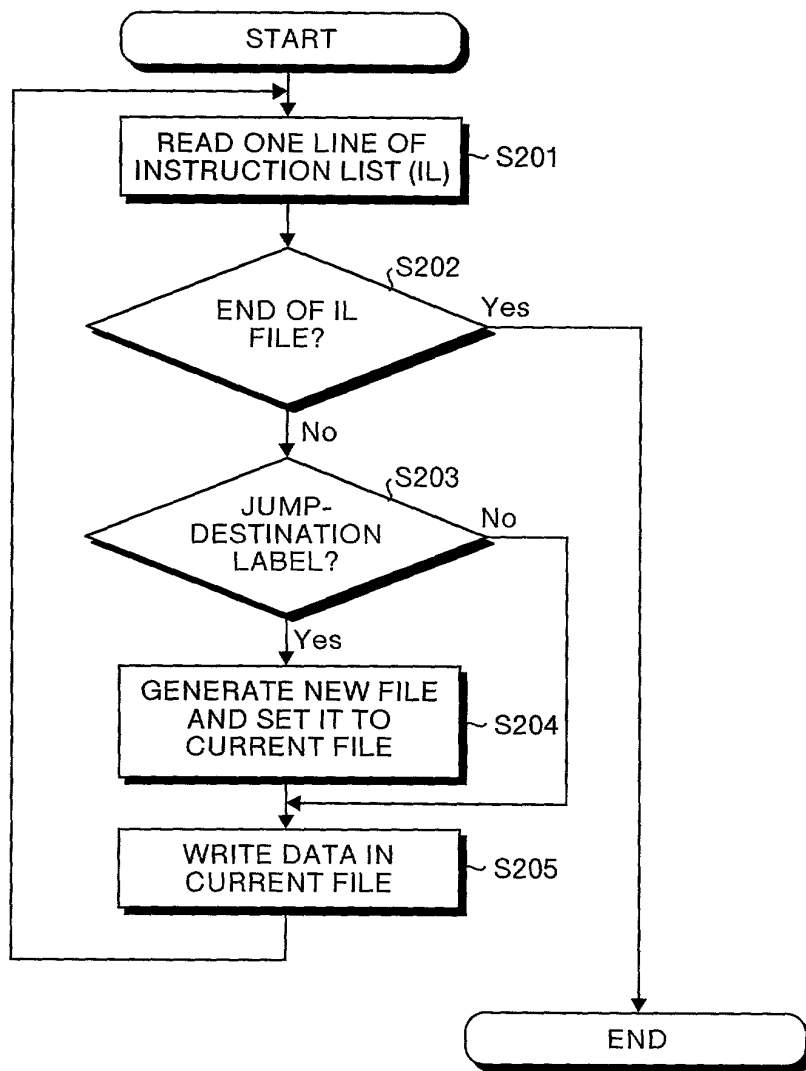 START
READ ONE LINE OF
INSTRUCTION LIST (IL)
S201
S202
END OF IL
FILE?
Yes
No
S203
JUMP-
DESTINATION
LABEL?
No
Yes
GENERATE NEW FILE
AND SET IT TO
CURRENT FILE
S204
WRITE DATA IN
CURRENT FILE
S205
END